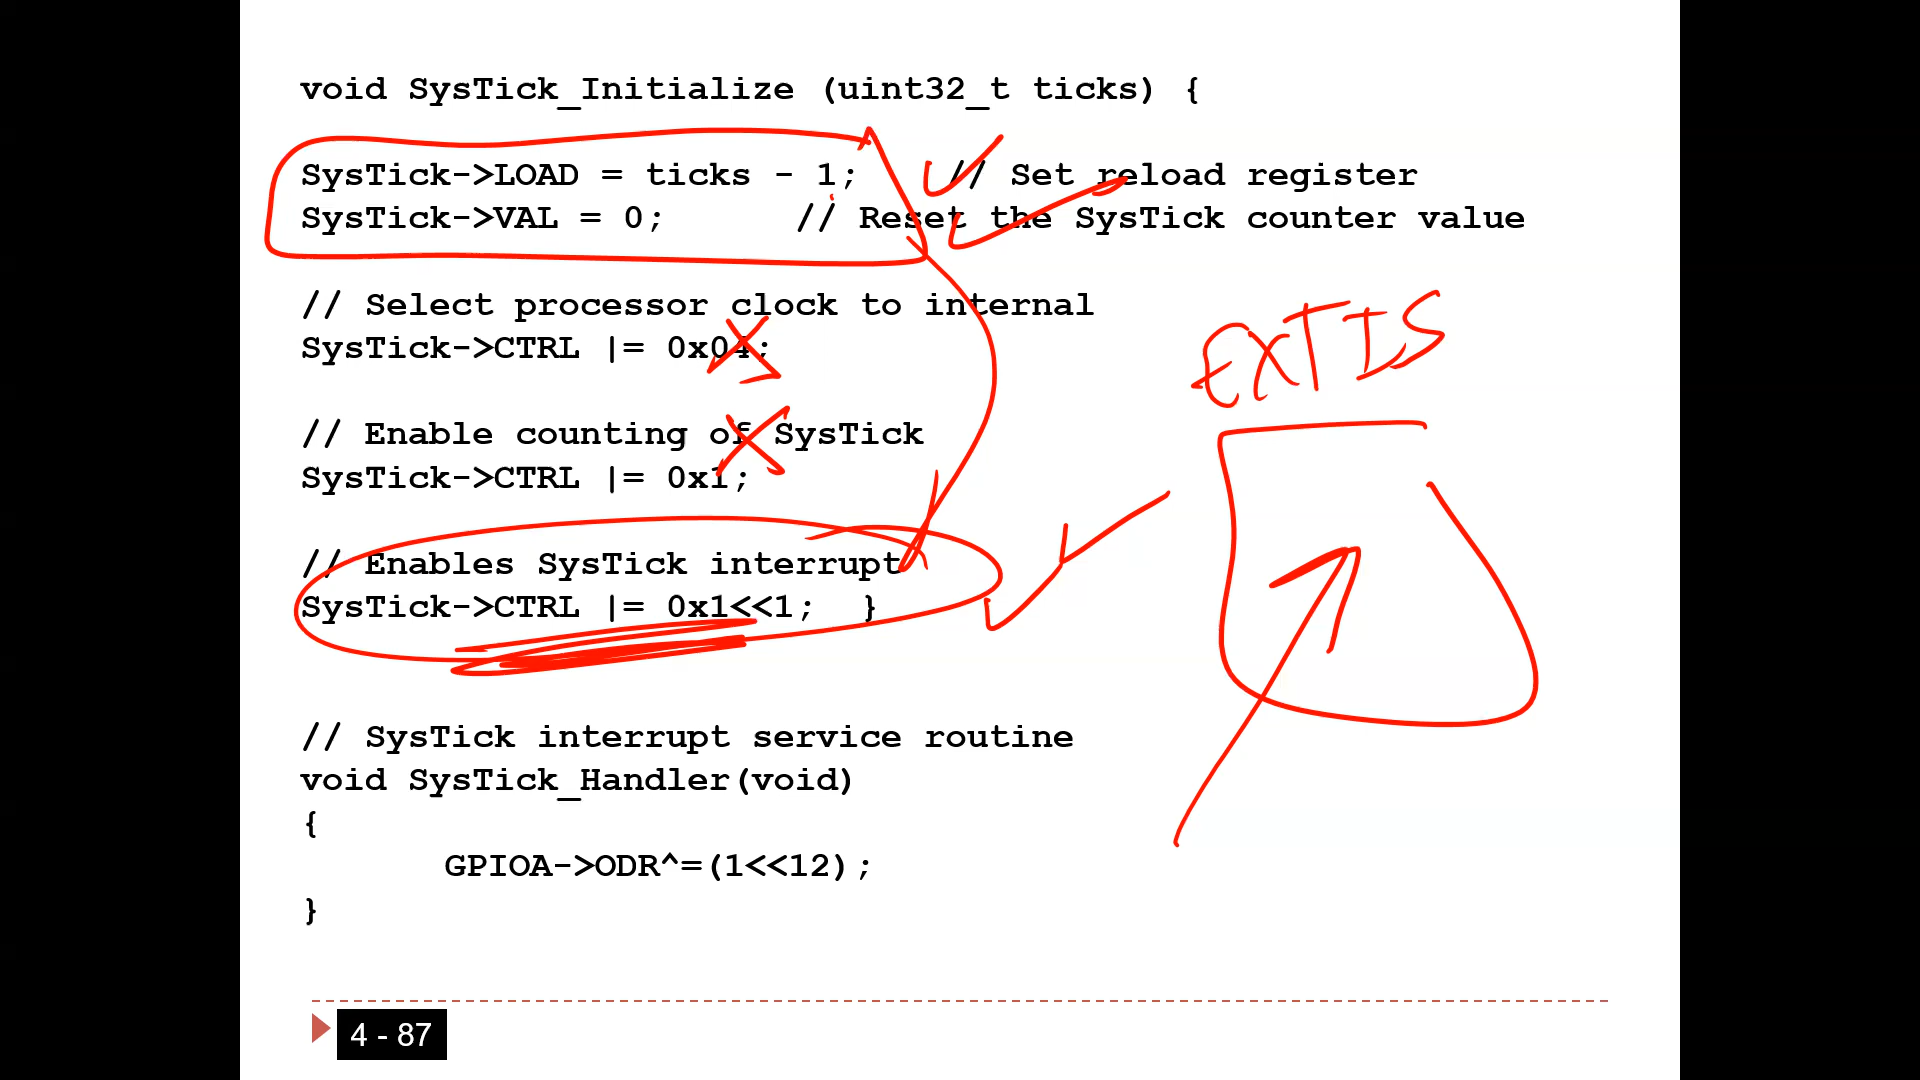 void SysTick_Initialize (uint32_t ticks) {
SysTick->LOAD = ticks - 1; // Set reload register
SysTick->VAL = 0; // Reset the SysTick counter value
// Select processor clock to internal
SysTick->CTRL |= 0x04;
EXTI5
// Enable counting of SysTick
SysTick->CTRL |= 0x1;
// Enables SysTick interrupt
SysTick->CTRL |= 0x1<<1; }
// SysTick interrupt service routine
void SysTick_Handler(void)
{
GPIOA->ODR^=(1<<12);
}
4 - 87